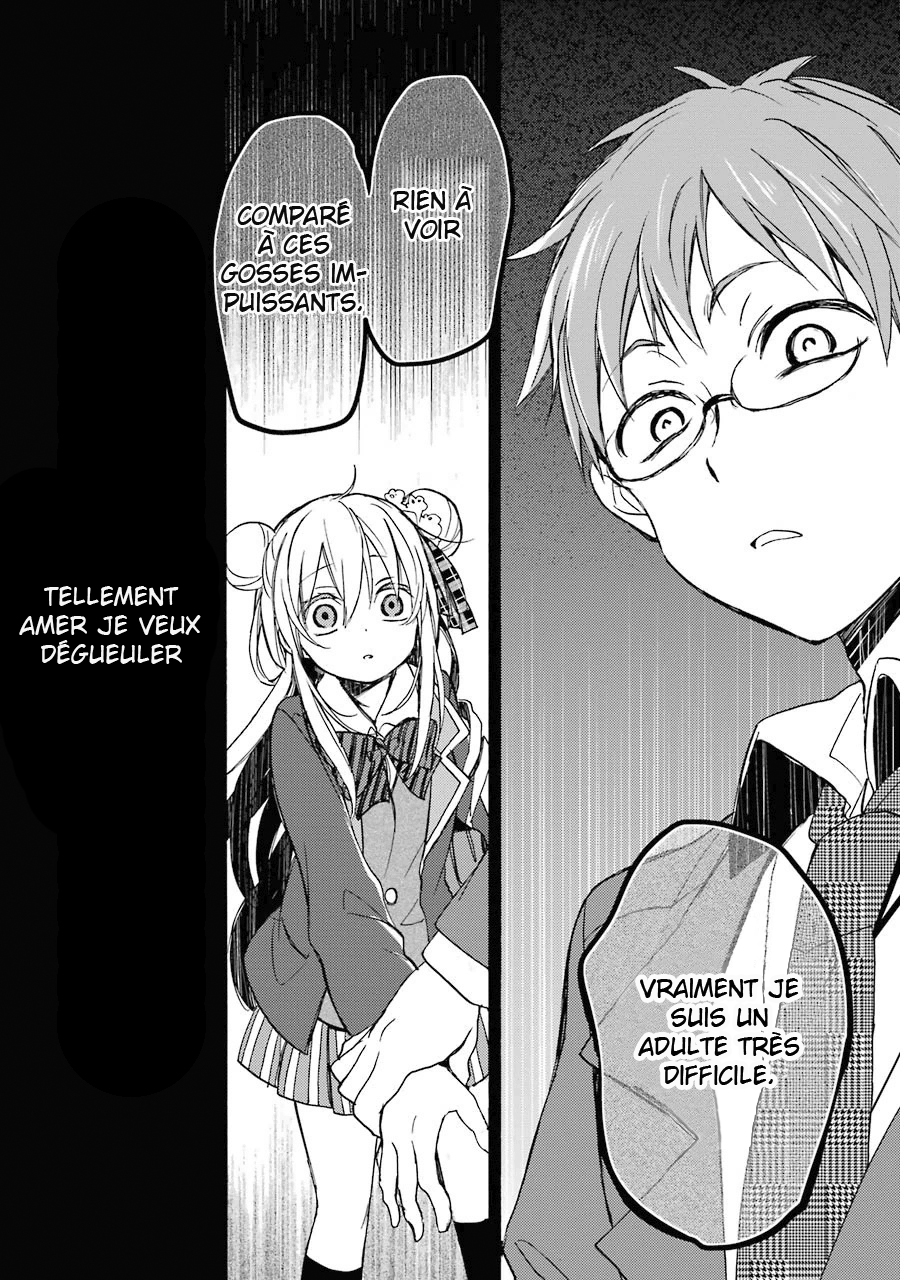 VRAIMENT JE
SUIS UN
ADULTE TRÈS
DIFFICILE.
RIEN À
VOIR
COMPARÉ
À CES
GOSSES IM-
PUISSANTS.
TELLEMENT
AMER JE VEUX
DÉGUEULER